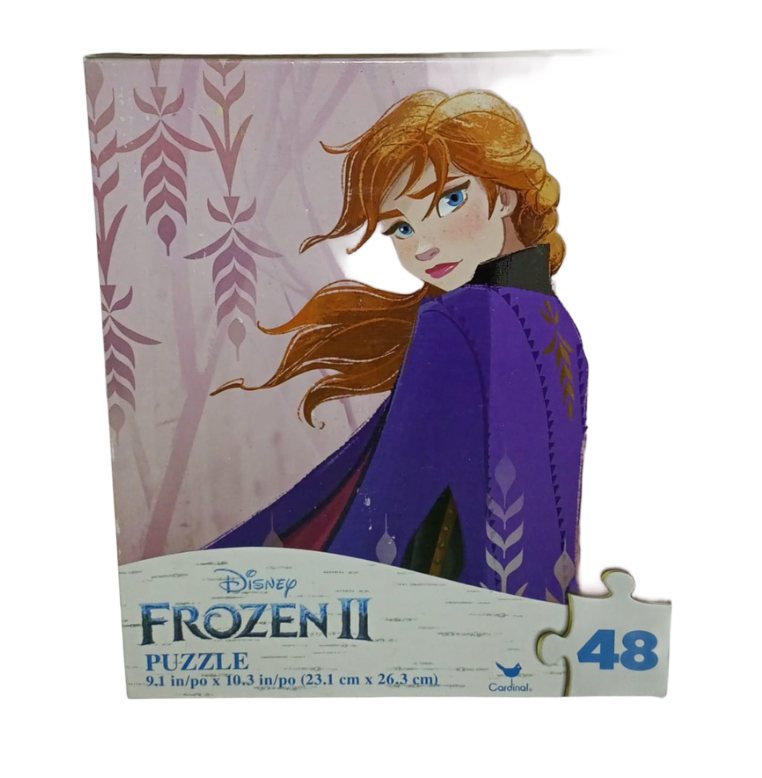 Disney
FROZEN II
PUZZLE
9.1 in/po x 10.3 in/po (23.1 cm x 26.3 cm)
Cardinal®
48